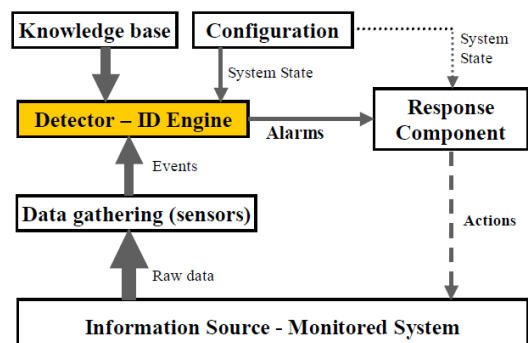 Knowledge base
Configuration
System State
System
State
Detector – ID Engine
Alarms
Response
Component
Events
Data gathering (sensors)
Actions
Raw data
Information Source - Monitored System